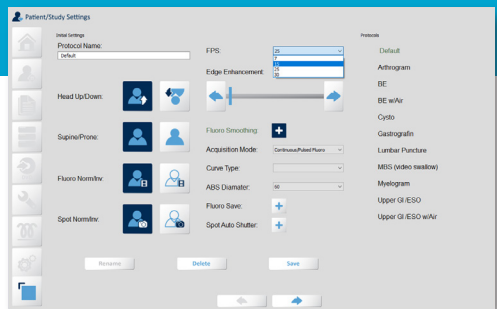 Patient/Study Settings
Initial Settings
Protocols
Protocol Name:
Default
FPS:
25
7
25
30
Default
Edge Enhancement
Arthrogram
BE
Head Up/Down:
BE w/Air
Cysto
Supine/Prone:
Fluoro Smoothing
Gastrografin
Acquisition Mode:
Continuous/Pulsed Fluoro
Lumbar Puncture
Fluoro Norm/Inv:
Curve Type:
MBS (video swallow)
ABS Diamater:
60
Myelogram
Fluoro Save:
Upper GI /ESO
Spot Norm/Inv:
Spot Auto Shutter:
Upper GI /ESO w/Air
Rename
Delete
Save